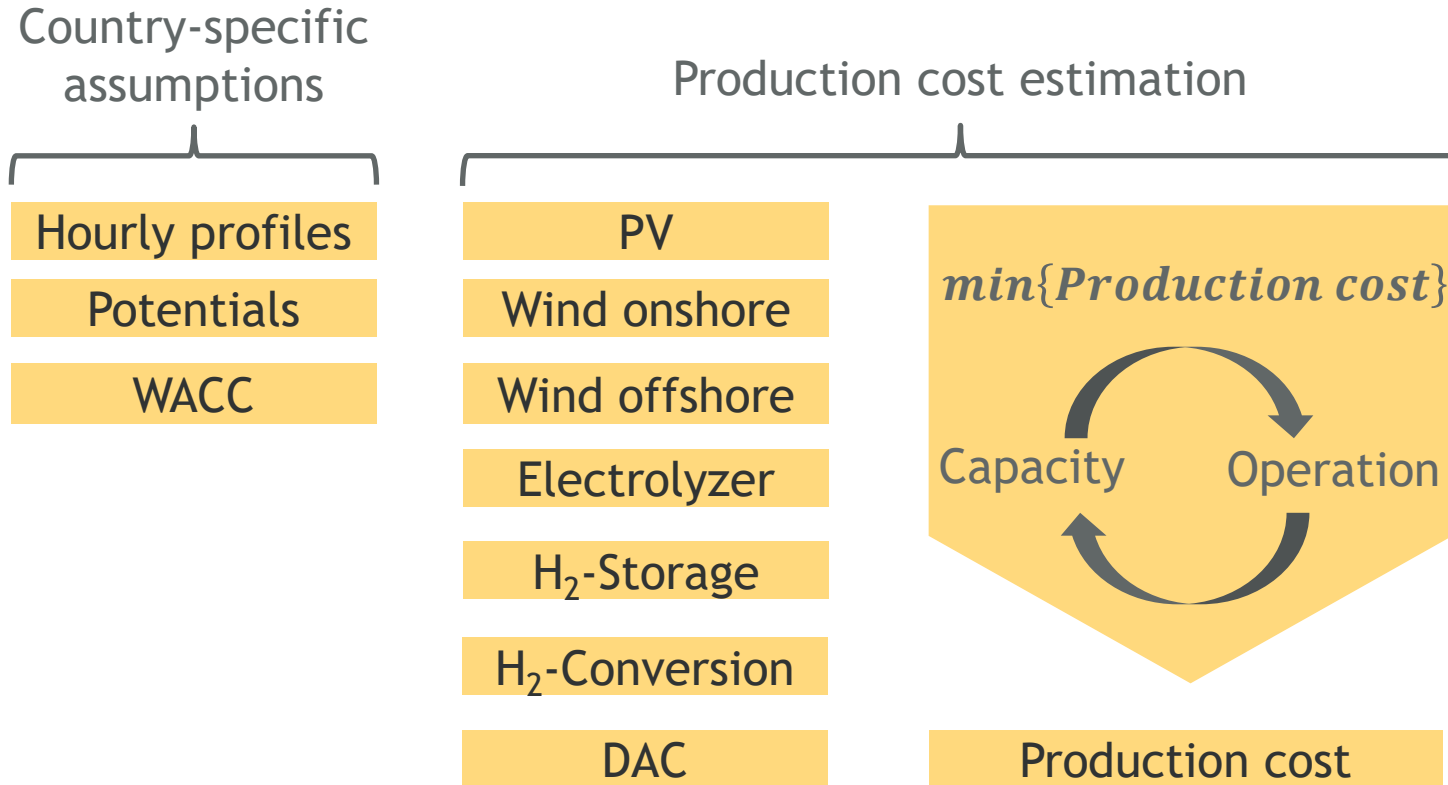 Country-specific
assumptions
Production cost estimation
Hourly profiles
Potentials
WACC
PV
Wind onshore
Wind offshore
Electrolyzer
H₂-Storage
H₂-Conversion
DAC
min{Production cost}
Capacity
Operation
Production cost